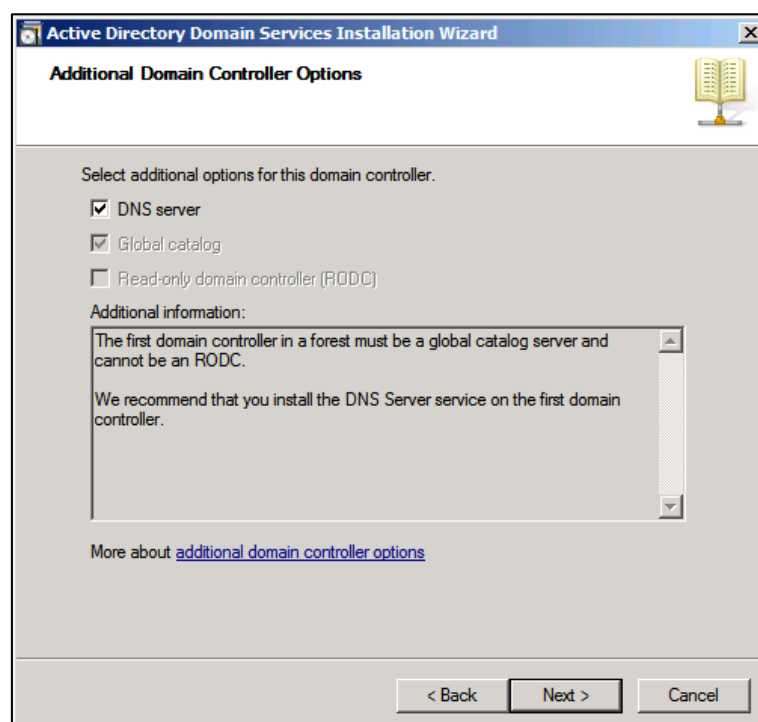 Active Directory Domain Services Installation Wizard
Additional Domain Controller Options
Select additional options for this domain controller.
DNS server
Global catalog
Read-only domain controller (RODC)
Additional information:
The first domain controller in a forest must be a global catalog server and
cannot be an RODC.
We recommend that you install the DNS Server service on the first domain
controller.
More about additional domain controller options
< Back
Next >
Cancel